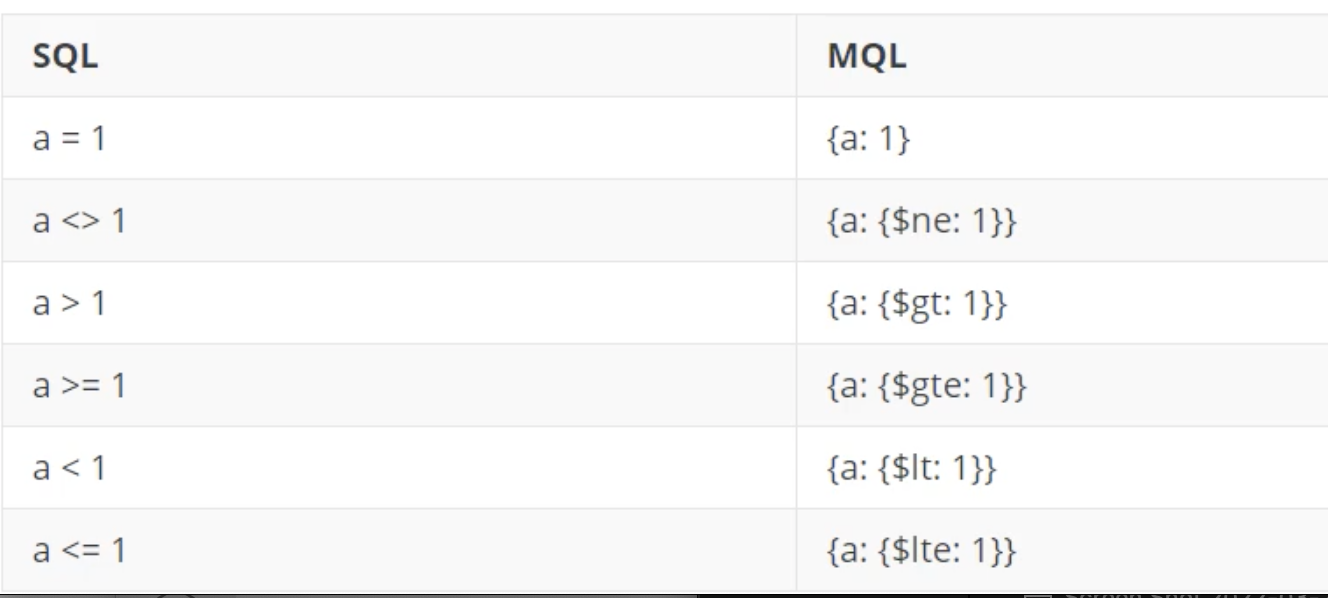 SQL MQL
a = 1 {a: 1}
a <> 1 {a: {$ne: 1}}
a > 1 {a: {$gt: 1}}
a >= 1 {a: {$gte: 1}}
a < 1 {a: {$lt: 1}}
a <= 1 {a: {$lte: 1}}